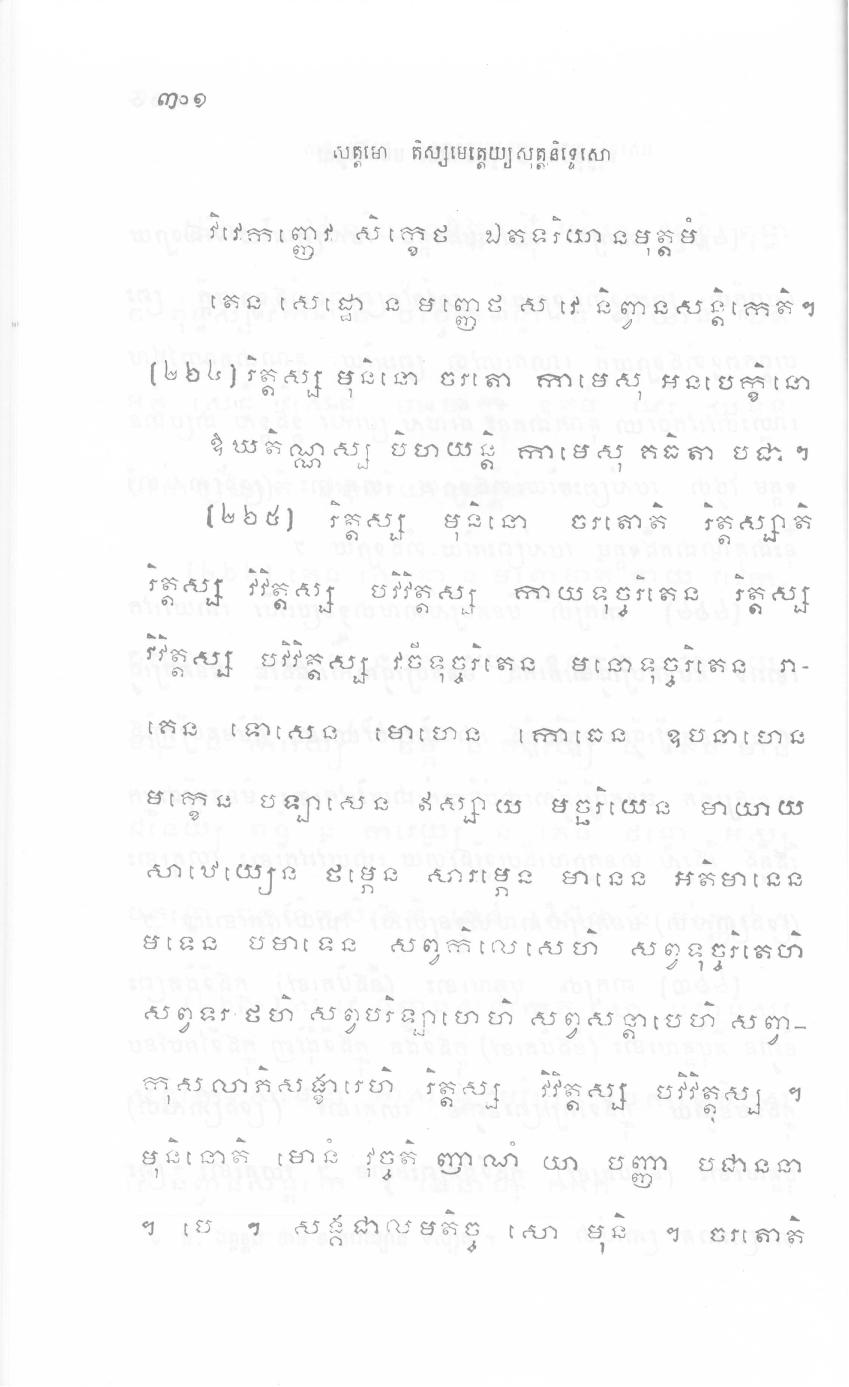 ៣០១
សត្តមោ តិស្សមេត្តេយ្យសុត្តនិទ្ទេសោ
វិវេកញ្ញេវ សិក្ខេថ ឯតទរិយានមុត្តមំ
តេន សេដ្ឋោ ន មញ្ញេថ ស វេ និព្វានសន្តិកេតិ។
(២៦៤) រិត្តស្ស មុនិនោ ចរតោ កាមេសុ អនបេក្ខិនោ
ឱឃតិណ្ណស្ស បិហយន្តិ កាមេសុ គធិតា បជា ។
(២៦៥) រិត្តស្ស មុនិនោ ចរតោតិ រិត្តស្សាតិ
រិត្តស្ស វិវិត្តស្ស បវិវិត្តស្ស កាយទុច្ចរិតេន រិត្តស្ស
វិវិត្តស្ស បវិវិត្តស្ស វចីទុច្ចរិតេន មនោទុច្ចរិតេន រា-
គេន ទោសេន មោហេន កោធេន ឧបនាហេន
មក្ខេន បឡាសេន ឥស្សាយ មច្ឆរិយេន មាយាយ
សាឋេយ្យេន ថម្ភេន សារម្ភេន មានេន អតិមានេន
មទេន បមាទេន សព្វកិលេសេហិ សព្វទុច្ចរិតេហិ
សព្វទរថេហិ សព្វបរិឡាហេហិ សព្វសន្តាបេហិ សព្វា-
កុសលាភិសង្ខារេហិ រិត្តស្ស វិវិត្តស្ស បវិវិត្តស្ស ។
មុនិនោតិ មោនំ វុច្ចតិ ញាណំ យា បញ្ញា បជាននា
។ បេ ។ សង្គជាលមតិច្ច សោ មុនិ ។ ចរតោតិ